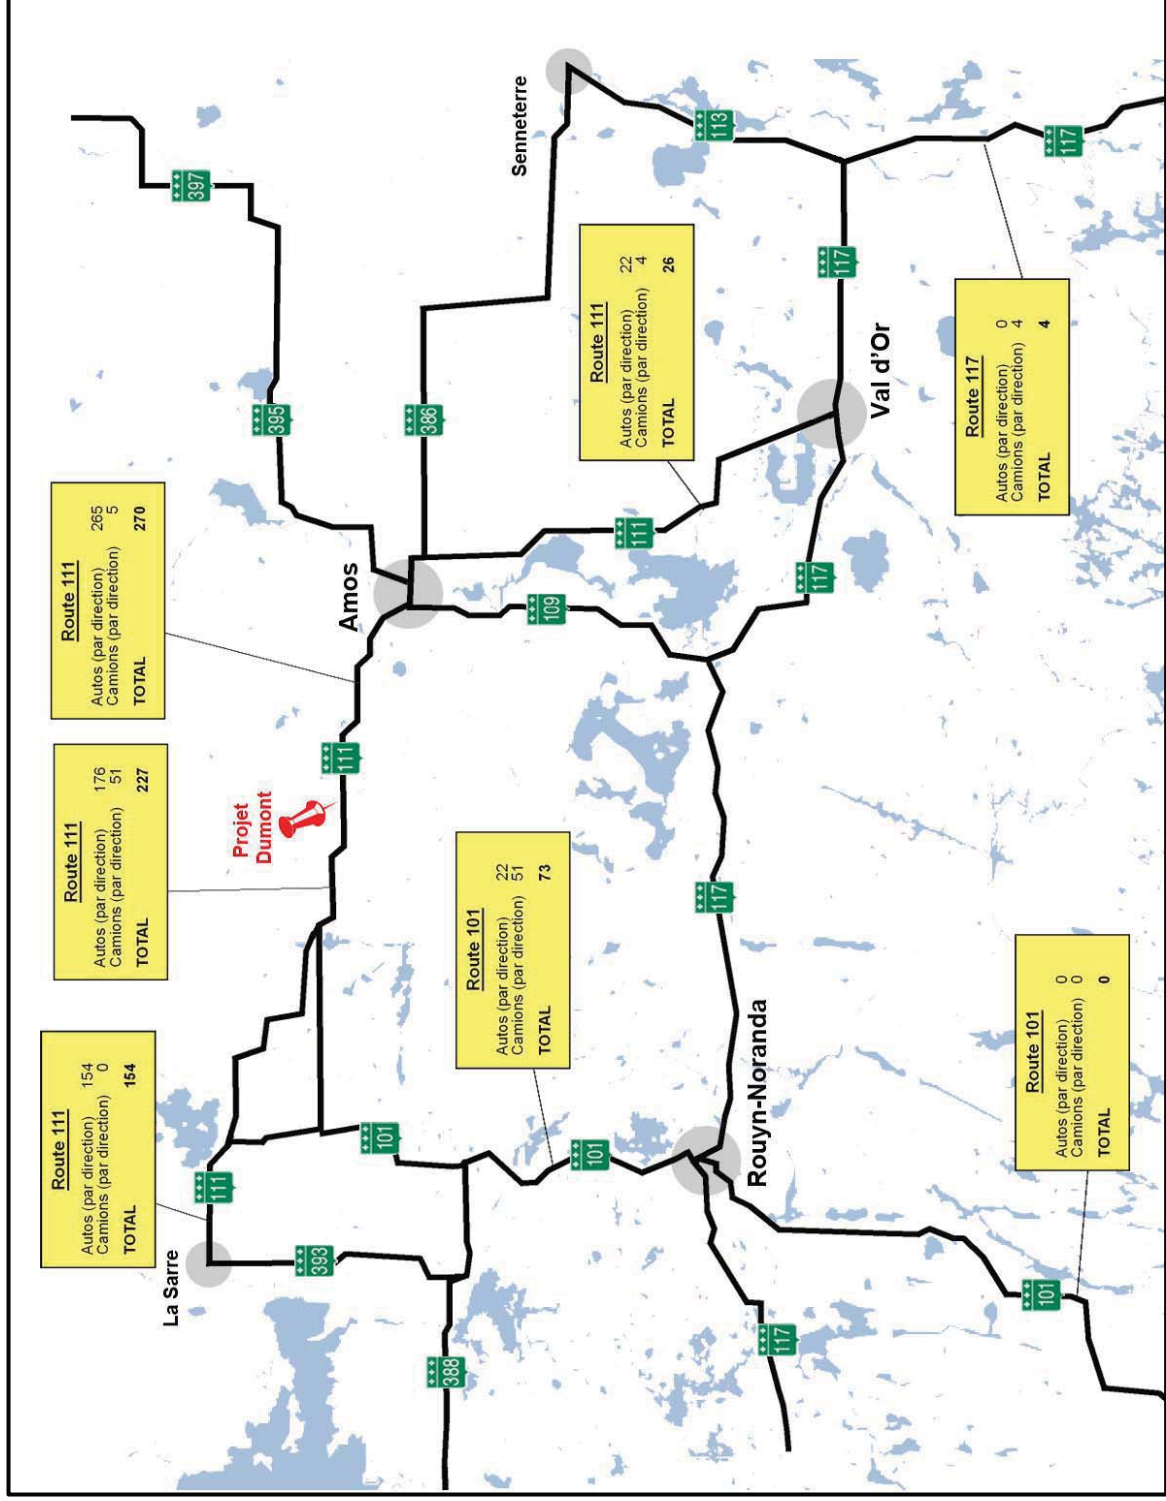 Route 111
Autos (par direction) 154
Camions (par direction) 0
TOTAL 154
Route 111
Autos (par direction) 176
Camions (par direction) 51
TOTAL 227
Route 111
Autos (par direction) 265
Camions (par direction) 5
TOTAL 270
397
La Sarre
111
393
Projet
Dumont
111
Amos
395
386
101
388
Route 101
Autos (par direction) 22
Camions (par direction) 51
TOTAL 73
109
111
Route 111
Autos (par direction) 22
Camions (par direction) 4
TOTAL 26
Senneterre
113
101
117
117
117
Rouyn-Noranda
Val d'Or
117
Route 101
Autos (par direction) 0
Camions (par direction) 0
TOTAL 0
Route 117
Autos (par direction) 0
Camions (par direction) 4
TOTAL 4
101
117